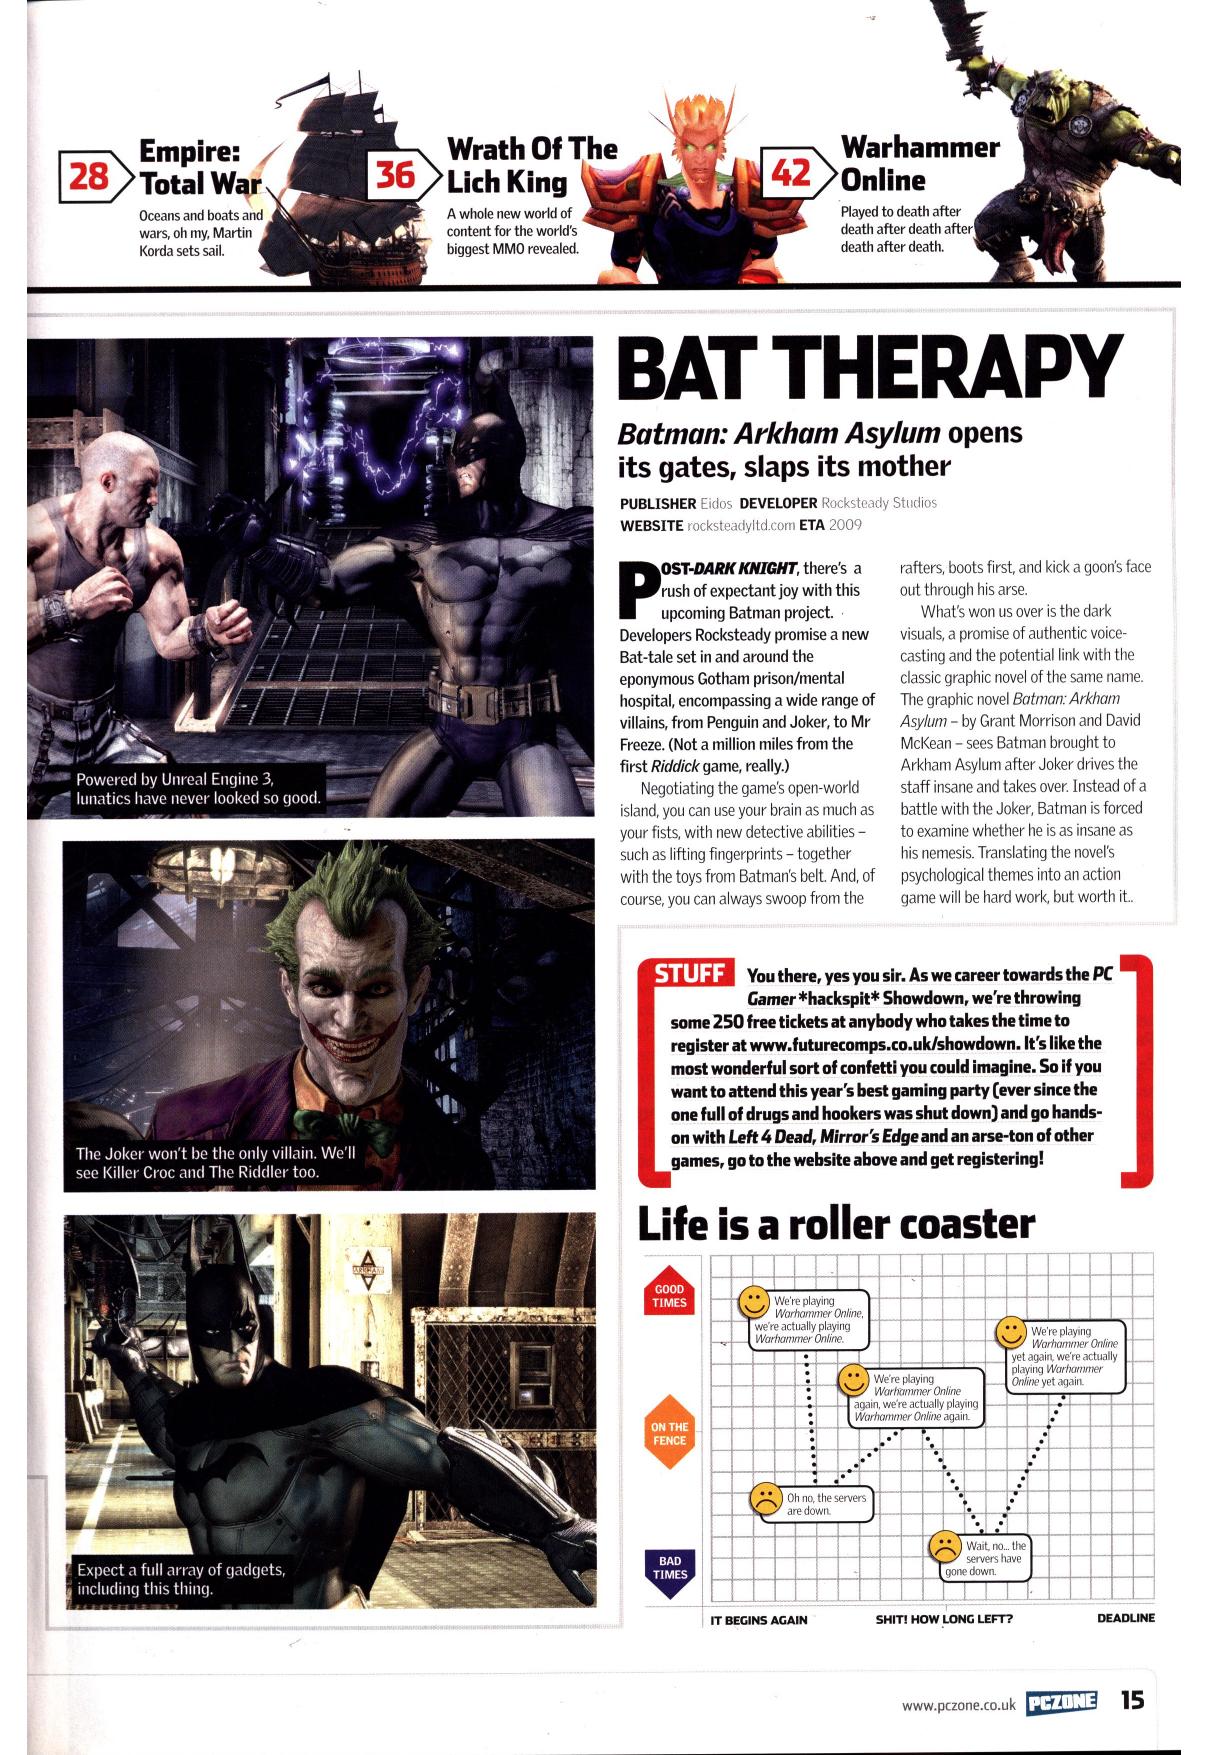 28
Empire:
Total War
Oceans and boats and
wars, oh my, Martin
Korda sets sail.
36
Wrath Of The
Lich King
A whole new world of
content for the world's
biggest MMO revealed.
42
Warhammer
Online
Played to death after
death after death after
death after death.
Powered by Unreal Engine 3,
lunatics have never looked so good.
The Joker won't be the only villain. We'll
see Killer Croc and The Riddler too.
ARKHAM
Expect a full array of gadgets,
including this thing.
BAT THERAPY
Batman: Arkham Asylum opens
its gates, slaps its mother
PUBLISHER Eidos DEVELOPER Rocksteady Studios
WEBSITE rocksteadyltd.com ETA 2009
POST-DARK KNIGHT, there's a
rush of expectant joy with this
upcoming Batman project.
Developers Rocksteady promise a new
Bat-tale set in and around the
eponymous Gotham prison/mental
hospital, encompassing a wide range of
villains, from Penguin and Joker, to Mr
Freeze. (Not a million miles from the
first Riddick game, really.)
Negotiating the game's open-world
island, you can use your brain as much as
your fists, with new detective abilities –
such as lifting fingerprints – together
with the toys from Batman's belt. And, of
course, you can always swoop from the
rafters, boots first, and kick a goon's face
out through his arse.
What's won us over is the dark
visuals, a promise of authentic voice-
casting and the potential link with the
classic graphic novel of the same name.
The graphic novel Batman: Arkham
Asylum – by Grant Morrison and David
McKean – sees Batman brought to
Arkham Asylum after Joker drives the
staff insane and takes over. Instead of a
battle with the Joker, Batman is forced
to examine whether he is as insane as
his nemesis. Translating the novel's
psychological themes into an action
game will be hard work, but worth it..
STUFF You there, yes you sir. As we career towards the PC
Gamer *hackspit* Showdown, we're throwing
some 250 free tickets at anybody who takes the time to
register at www.futurecomps.co.uk/showdown. It's like the
most wonderful sort of confetti you could imagine. So if you
want to attend this year's best gaming party (ever since the
one full of drugs and hookers was shut down) and go hands-
on with Left 4 Dead, Mirror's Edge and an arse-ton of other
games, go to the website above and get registering!
Life is a roller coaster
GOOD
TIMES
ON THE
FENCE
BAD
TIMES
We're playing
Warhammer Online,
we're actually playing
Warhammer Online.
We're playing
Warhammer Online
again, we're actually playing
Warhammer Online again.
We're playing
Warhammer Online
yet again, we're actually
playing Warhammer
Online yet again.
Oh no, the servers
are down.
Wait, no... the
servers have
gone down.
IT BEGINS AGAIN
SHIT! HOW LONG LEFT?
DEADLINE
www.pczone.co.uk PCZONE 15